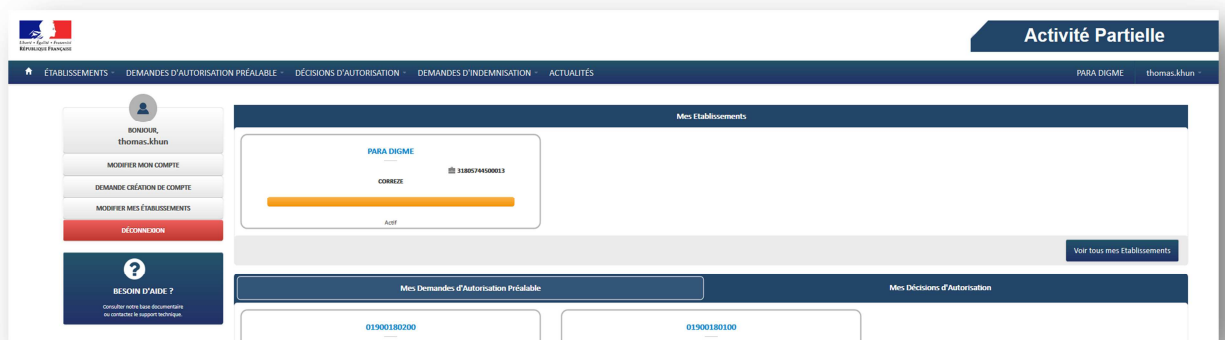 Liberté • Égalité • Fraternité
RÉPUBLIQUE FRANÇAISE
Activité Partielle
ÉTABLISSEMENTS DEMANDES D'AUTORISATION PRÉALABLE DÉCISIONS D'AUTORISATION DEMANDES D'INDEMNISATION ACTUALITÉS PARA DIGME thomas.khun
BONJOUR,
thomas.khun
MODIFIER MON COMPTE
DEMANDE CRÉATION DE COMPTE
MODIFIER MES ÉTABLISSEMENTS
DÉCONNEXION
?
BESOIN D'AIDE ?
Consulter notre base documentaire
ou contactez le support technique.
Mes Etablissements
PARA DIGME
31805744500013
CORREZE
Actif
Voir tous mes Etablissements
Mes Demandes d'Autorisation Préalable Mes Décisions d'Autorisation
01900180200 01900180100